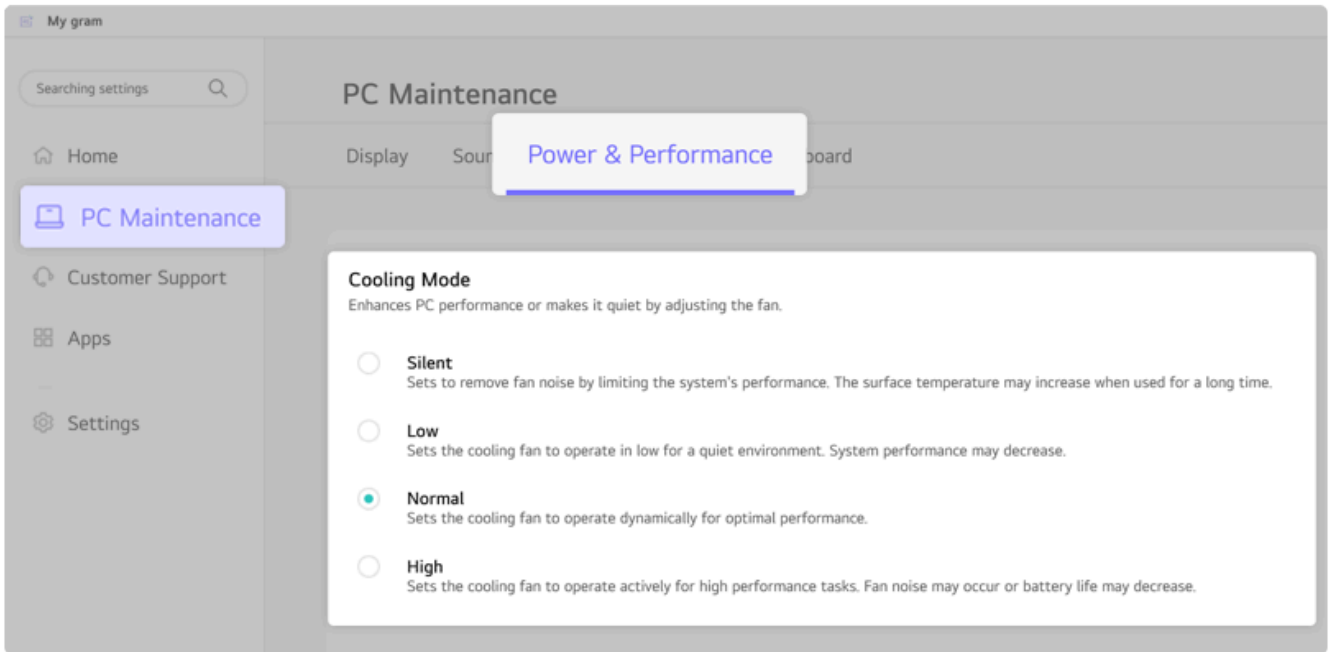 My gram
Searching settings
PC Maintenance
Display Sour Power & Performance board
Home
PC Maintenance
Customer Support
Apps
Settings
Cooling Mode
Enhances PC performance or makes it quiet by adjusting the fan.
Silent
Sets to remove fan noise by limiting the system's performance. The surface temperature may increase when used for a long time.
Low
Sets the cooling fan to operate in low for a quiet environment. System performance may decrease.
Normal
Sets the cooling fan to operate dynamically for optimal performance.
High
Sets the cooling fan to operate actively for high performance tasks. Fan noise may occur or battery life may decrease.